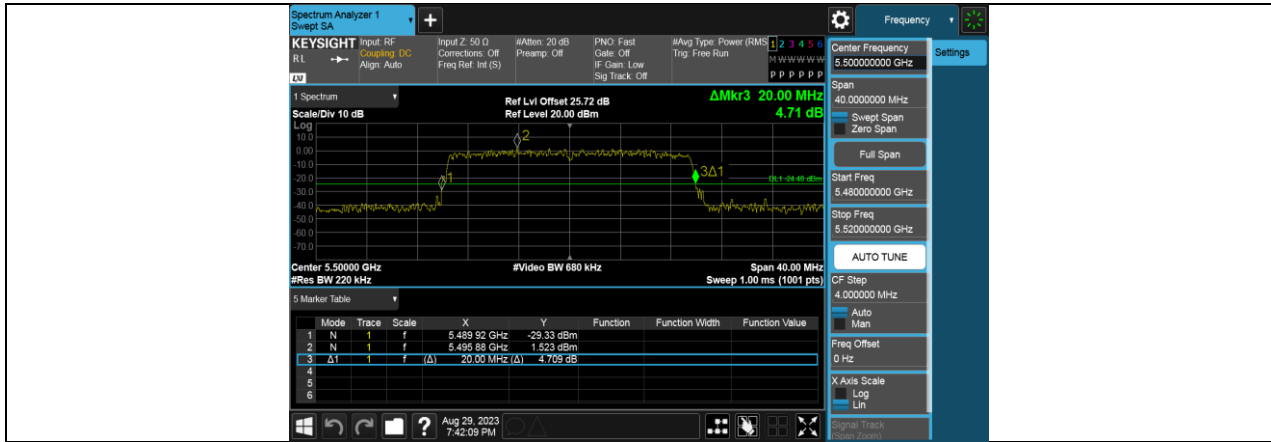 Spectrum Analyzer 1
Swept SA
+
Frequency
KEYSIGHT
Input: RF
Input Z: 50 Ω
#Atten: 20 dB
PNO: Fast
#Avg Type: Power (RMS
1 2 3 4 5 6
RL
Coupling: DC
Corrections: Off
Preamp: Off
Gate: Off
Trig: Free Run
M W W W W W
Align: Auto
Freq Ref: Int (S)
IF Gain: Low
Sig Track: Off
P P P P P P
LXI
1 Spectrum
Ref Lvl Offset 25.72 dB
ΔMkr3 20.00 MHz
Scale/Div 10 dB
Ref Level 20.00 dBm
4.71 dB
Log
10.0
0.00
-10.0
-20.0
-30.0
-40.0
-50.0
-60.0
-70.0
2
1
3Δ1
DL1 -24.48 dBm
Center 5.50000 GHz
#Video BW 680 kHz
Span 40.00 MHz
#Res BW 220 kHz
Sweep 1.00 ms (1001 pts)
5 Marker Table
Mode Trace Scale X Y Function Function Width Function Value
1 N 1 f 5.489 92 GHz -29.33 dBm
2 N 1 f 5.495 88 GHz 1.523 dBm
3 Δ1 1 f (Δ) 20.00 MHz (Δ) 4.709 dB
4
5
6
?
Aug 29, 2023
7:42:09 PM
Settings
Center Frequency
5.500000000 GHz
Span
40.0000000 MHz
Swept Span
Zero Span
Full Span
Start Freq
5.480000000 GHz
Stop Freq
5.520000000 GHz
AUTO TUNE
CF Step
4.000000 MHz
Auto
Man
Freq Offset
0 Hz
X Axis Scale
Log
Lin
Signal Track
(Span Zoom)